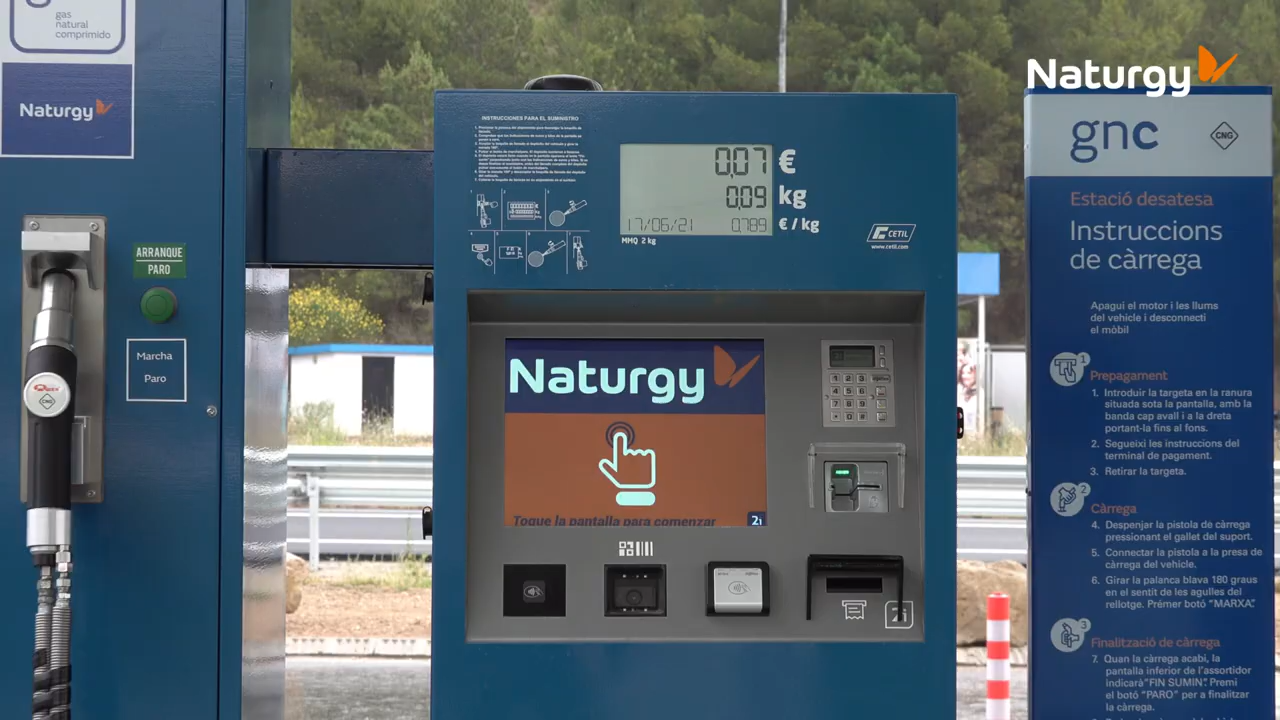 gas
natural
comprimido
Naturgy
ARRANQUE
PARO
Marcha
Paro
CNG
INSTRUCCIONES PARA EL SUMINISTRO
0,07 €
0,09 kg
17/06/21 0,789 € / kg
MMQ 2 kg
CETIL
www.cetil.com
Naturgy
Toque la pantalla para comenzar
2i
Naturgy
gnc
CNG
Estació desatesa
Instruccions
de càrrega
Apagui el motor i les llums
del vehicle i desconnecti
el mòbil
1
Prepagament
1. Introduir la targeta en la ranura
situada sota la pantalla, amb la
banda cap avall i a la dreta
portant-la fins al fons.
2. Segueixi les instruccions del
terminal de pagament.
3. Retirar la targeta.
2
Càrrega
4. Despenjar la pistola de càrrega
pressionant el gallet del suport.
5. Connectar la pistola a la presa de
càrrega del vehicle.
6. Girar la palanca blava 180 graus
en el sentit de les agulles del
rellotge. Prémer botó “MARXA”.
3
Finalització de càrrega
7. Quan la càrrega acabi, la
pantalla inferior de l’assortidor
indicarà “FIN SUMIN”. Premi
el botó “PARO” per a finalitzar
la càrrega.